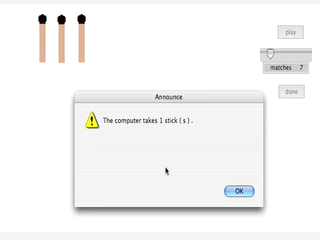 play
matches 7
done
Announce
The computer takes 1 stick ( s ) .
OK